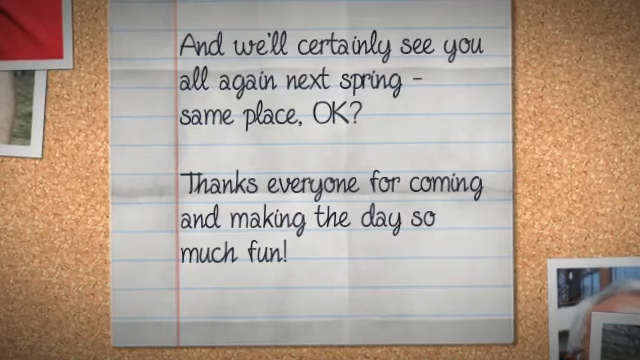 And we'll certainly see you
all again next spring -
same place, OK?
Thanks everyone for coming
and making the day so
much fun!